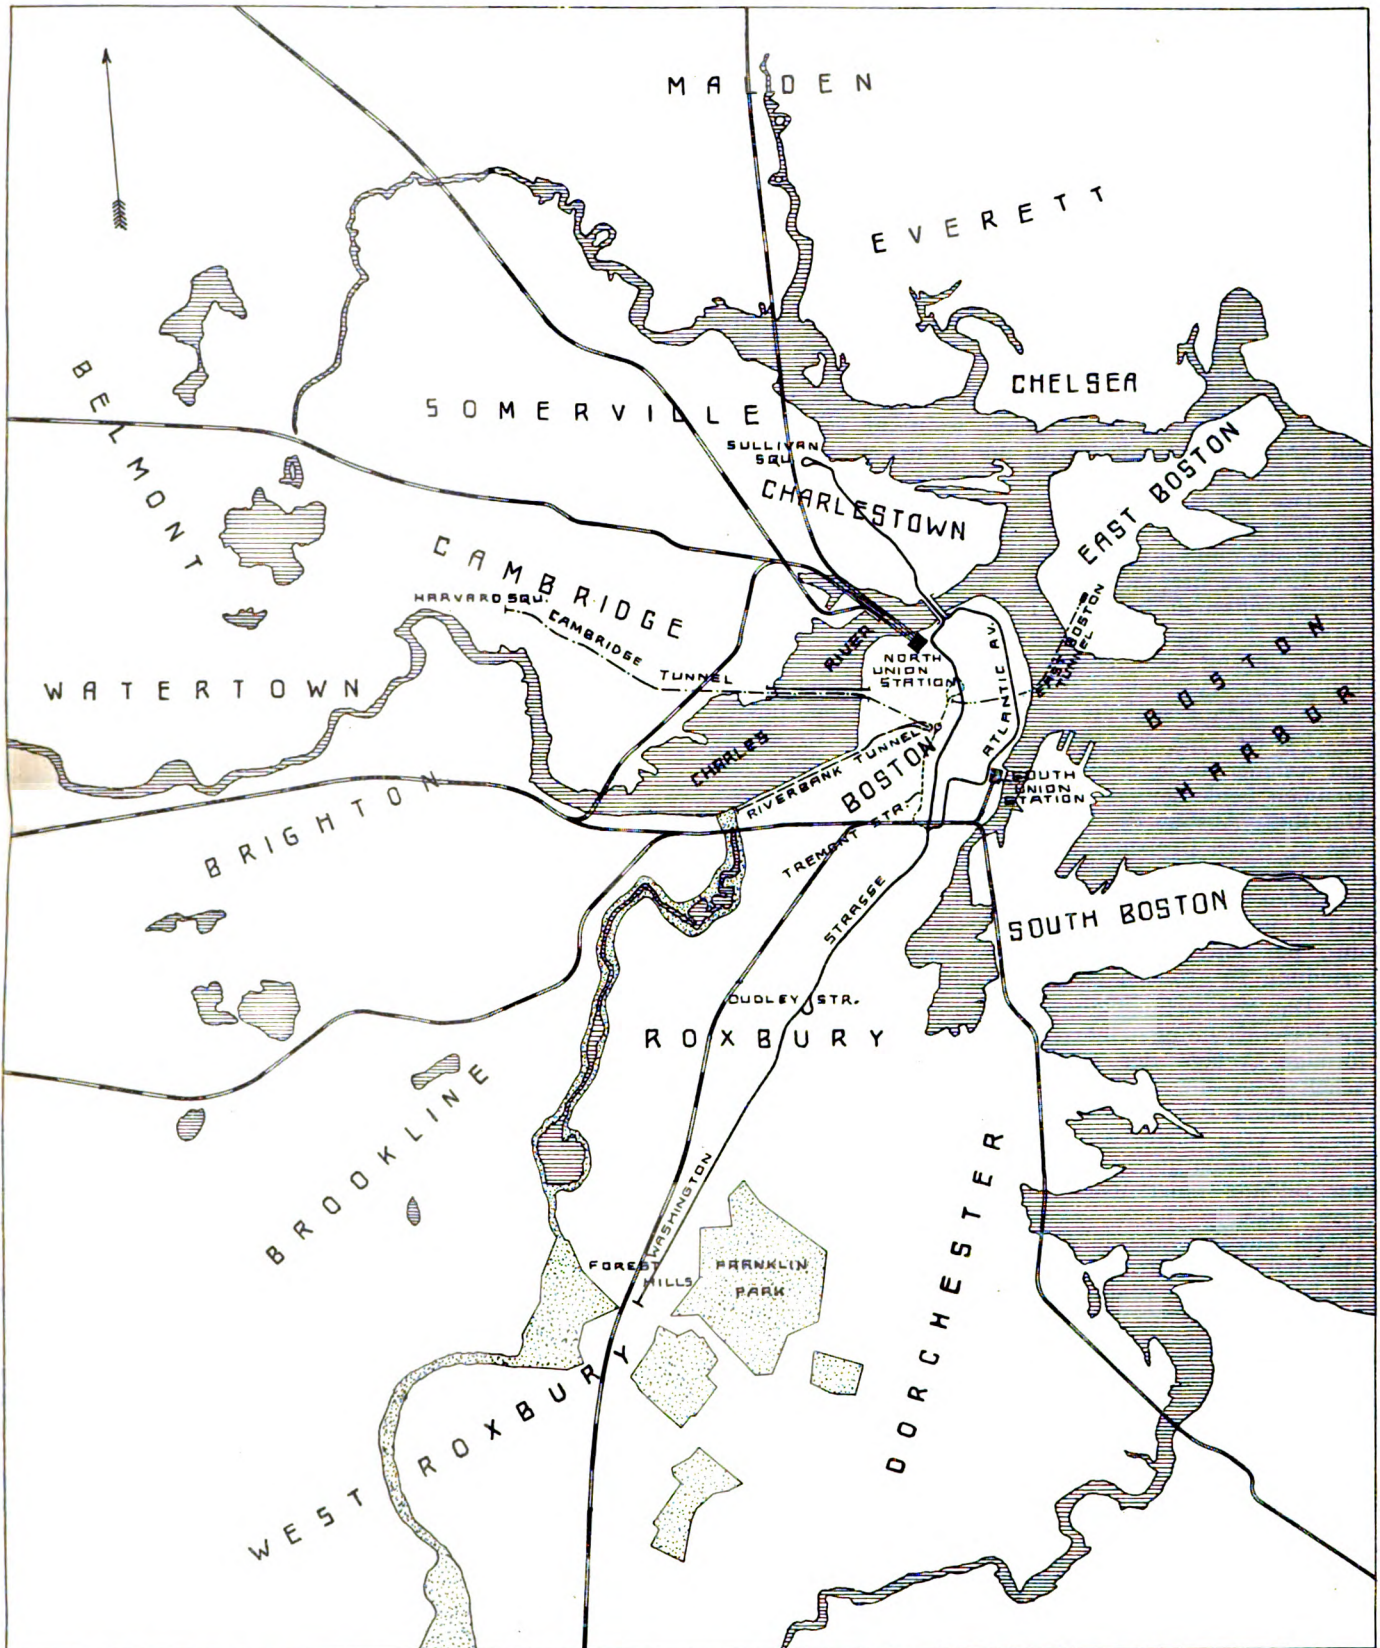 MALDEN
EVERETT
CHELSEA
BELMONT
SOMERVILLE
SULLIVAN
SQU.
CHARLESTOWN
EAST BOSTON
CAMBRIDGE
HARVARD SQU.
CAMBRIDGE TUNNEL
RIVER
NORTH
UNION
STATION
ATLANTIC AV.
EAST BOSTON
TUNNEL
BOSTON
HARBOR
WATERTOWN
CHARLES
RIVERBANK TUNNEL
BOSTON
SOUTH
UNION
STATION
BRIGHTON
TREMONT STR.
STRASSE
SOUTH BOSTON
DUDLEY STR.
ROXBURY
BROOKLINE
WASHINGTON
DORCHESTER
FOREST
HILLS
FRANKLIN
PARK
WEST ROXBURY